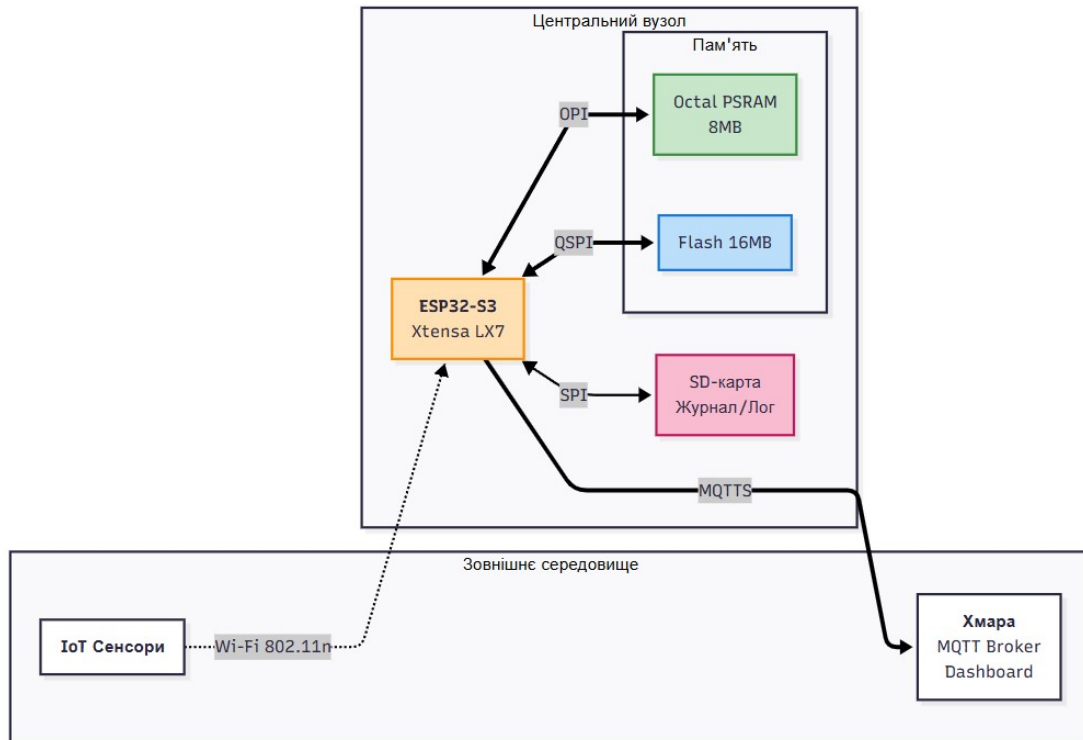 Центральний вузол
Пам'ять
Octal PSRAM
8MB
OPI
QSPI
Flash 16MB
ESP32-S3
Xtensa LX7
SPI
SD-карта
Журнал/Лог
MQTTS
Зовнішнє середовище
IoT Сенсори
Wi-Fi 802.11n
Хмара
MQTT Broker
Dashboard